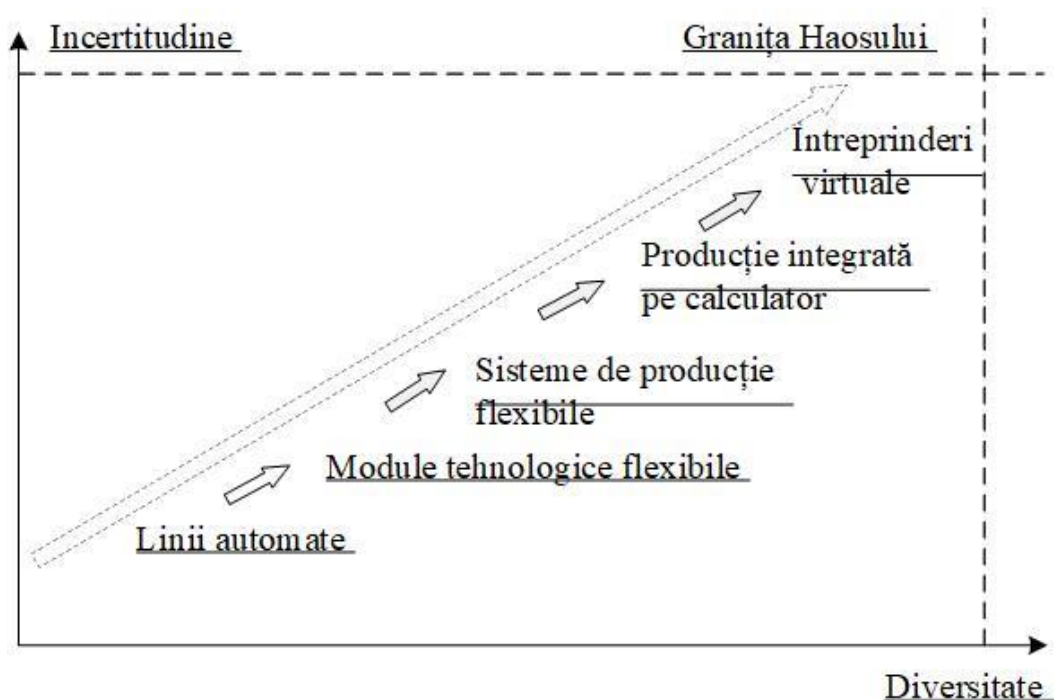 Incertitudine
Granița Haosului
Întreprinderi
virtuale
Producție integrată
pe calculator
Sisteme de producție
flexibile
Module tehnologice flexibile
Linii automate
Diversitate